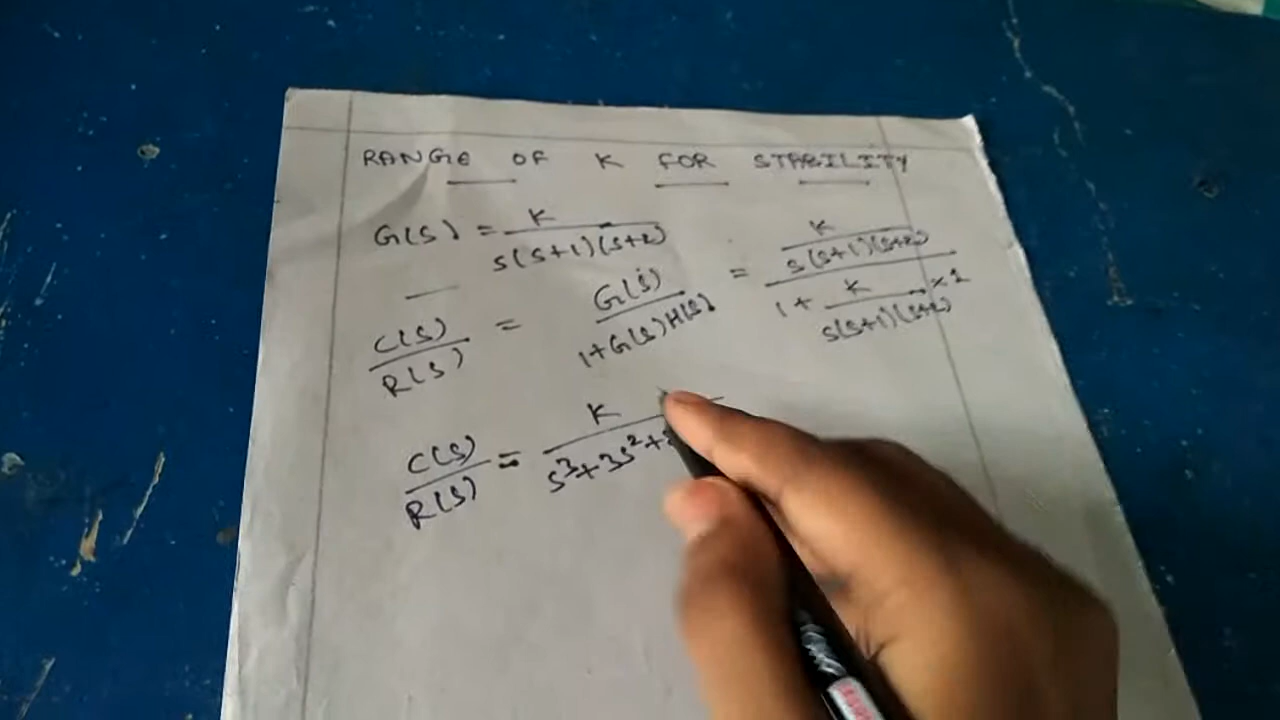 RANGE OF K FOR STABILITY
G(s) = K / s(s+1)(s+2)
C(s) / R(s) = G(s) / 1+G(s)H(s) = K / s(s+1)(s+2) / 1+ K / s(s+1)(s+2) ×1
C(s) / R(s) = K / s³+3s²+